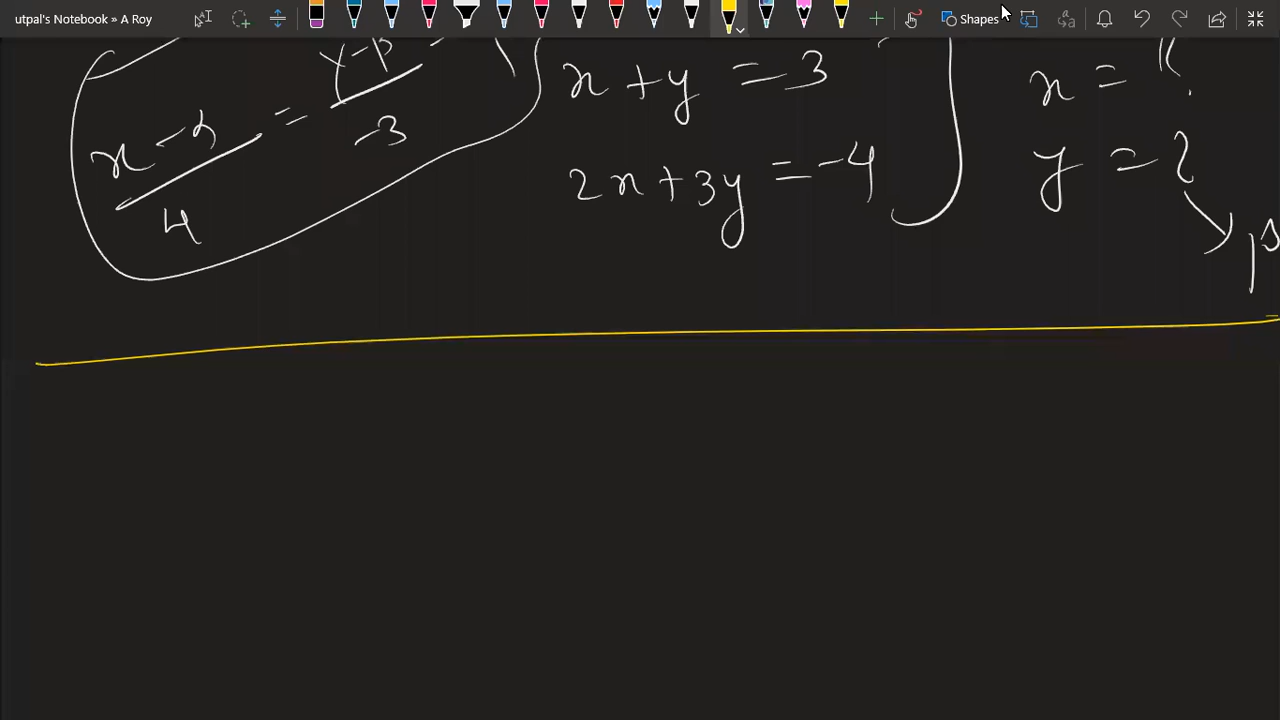 utpal's Notebook » A Roy
Shapes
x + y = 3
x =
2x + 3y = -4
y = ?
-3
4